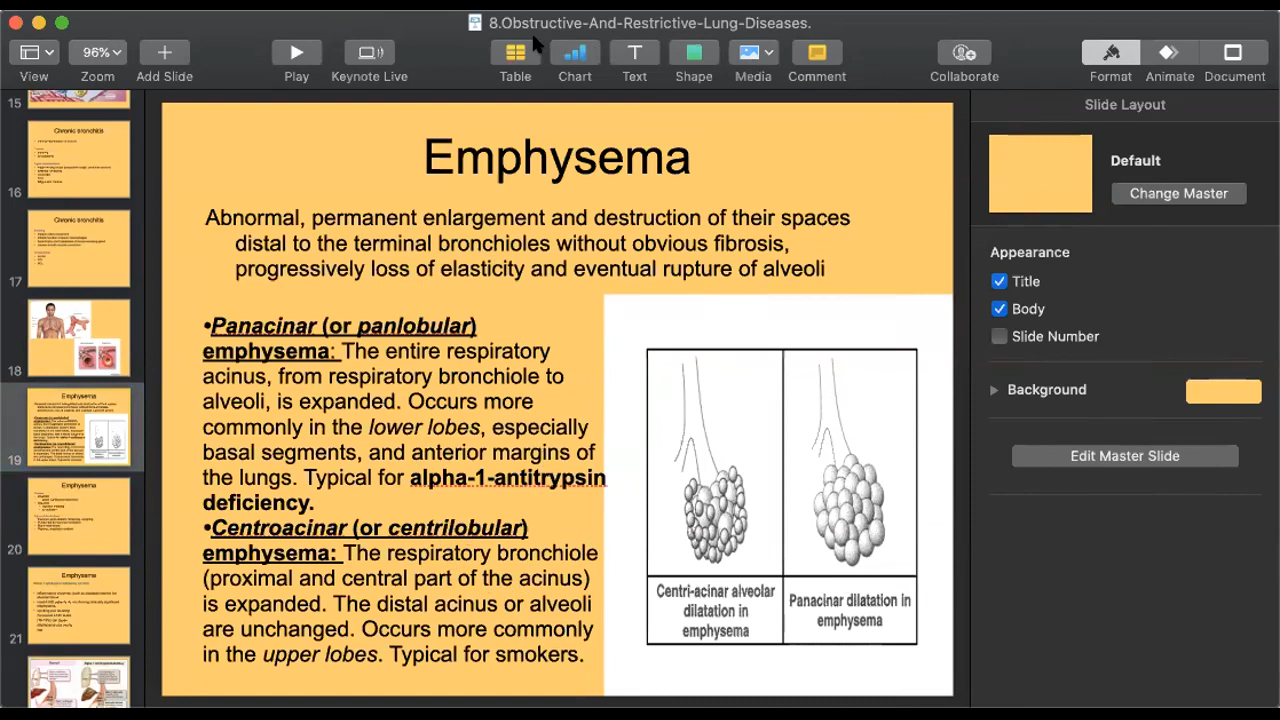 8.Obstructive-And-Restrictive-Lung-Diseases.
96%
View
Zoom
Add Slide
Play
Keynote Live
Table
Chart
Text
Shape
Media
Comment
Collaborate
Format
Animate
Document
15
Chronic bronchitis
16
Chronic bronchitis
17
18
Emphysema
19
Emphysema
20
Emphysema
21
Emphysema
Abnormal, permanent enlargement and destruction of their spaces
distal to the terminal bronchioles without obvious fibrosis,
progressively loss of elasticity and eventual rupture of alveoli
•Panacinar (or panlobular)
emphysema: The entire respiratory
acinus, from respiratory bronchiole to
alveoli, is expanded. Occurs more
commonly in the lower lobes, especially
basal segments, and anterior margins of
the lungs. Typical for alpha-1-antitrypsin
deficiency.
•Centroacinar (or centrilobular)
emphysema: The respiratory bronchiole
(proximal and central part of the acinus)
is expanded. The distal acinus or alveoli
are unchanged. Occurs more commonly
in the upper lobes. Typical for smokers.
Centri-acinar alveolar
dilatation in
emphysema
Panacinar dilatation in
emphysema
Slide Layout
Default
Change Master
Appearance
Title
Body
Slide Number
Background
Edit Master Slide